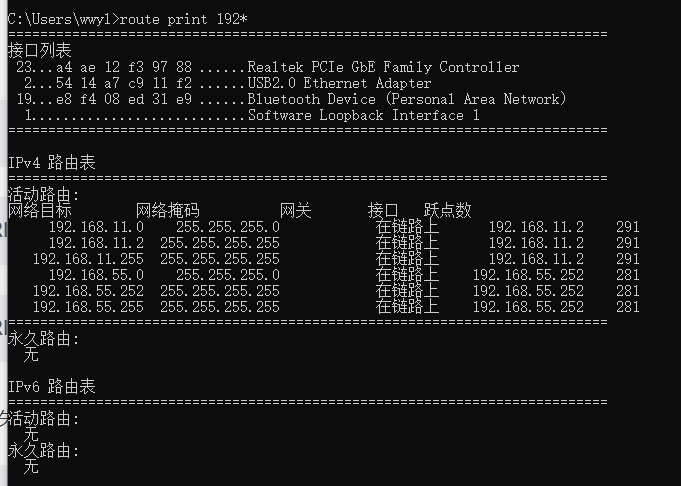 C:\Users\wwy1>route print 192*
===========================================================================
接口列表
 23...a4 ae 12 f3 97 88 ......Realtek PCIe GbE Family Controller
  2...54 14 a7 c9 11 f2 ......USB2.0 Ethernet Adapter
 19...e8 f4 08 ed 31 e9 ......Bluetooth Device (Personal Area Network)
  1...........................Software Loopback Interface 1
===========================================================================
IPv4 路由表
===========================================================================
活动路由:
网络目标        网络掩码          网关       接口   跃点数
     192.168.11.0    255.255.255.0            在链路上      192.168.11.2    291
     192.168.11.2  255.255.255.255            在链路上      192.168.11.2    291
   192.168.11.255  255.255.255.255            在链路上      192.168.11.2    291
     192.168.55.0    255.255.255.0            在链路上    192.168.55.252    281
   192.168.55.252  255.255.255.255            在链路上    192.168.55.252    281
   192.168.55.255  255.255.255.255            在链路上    192.168.55.252    281
===========================================================================
永久路由:
  无
IPv6 路由表
===========================================================================
活动路由:
  无
永久路由:
  无